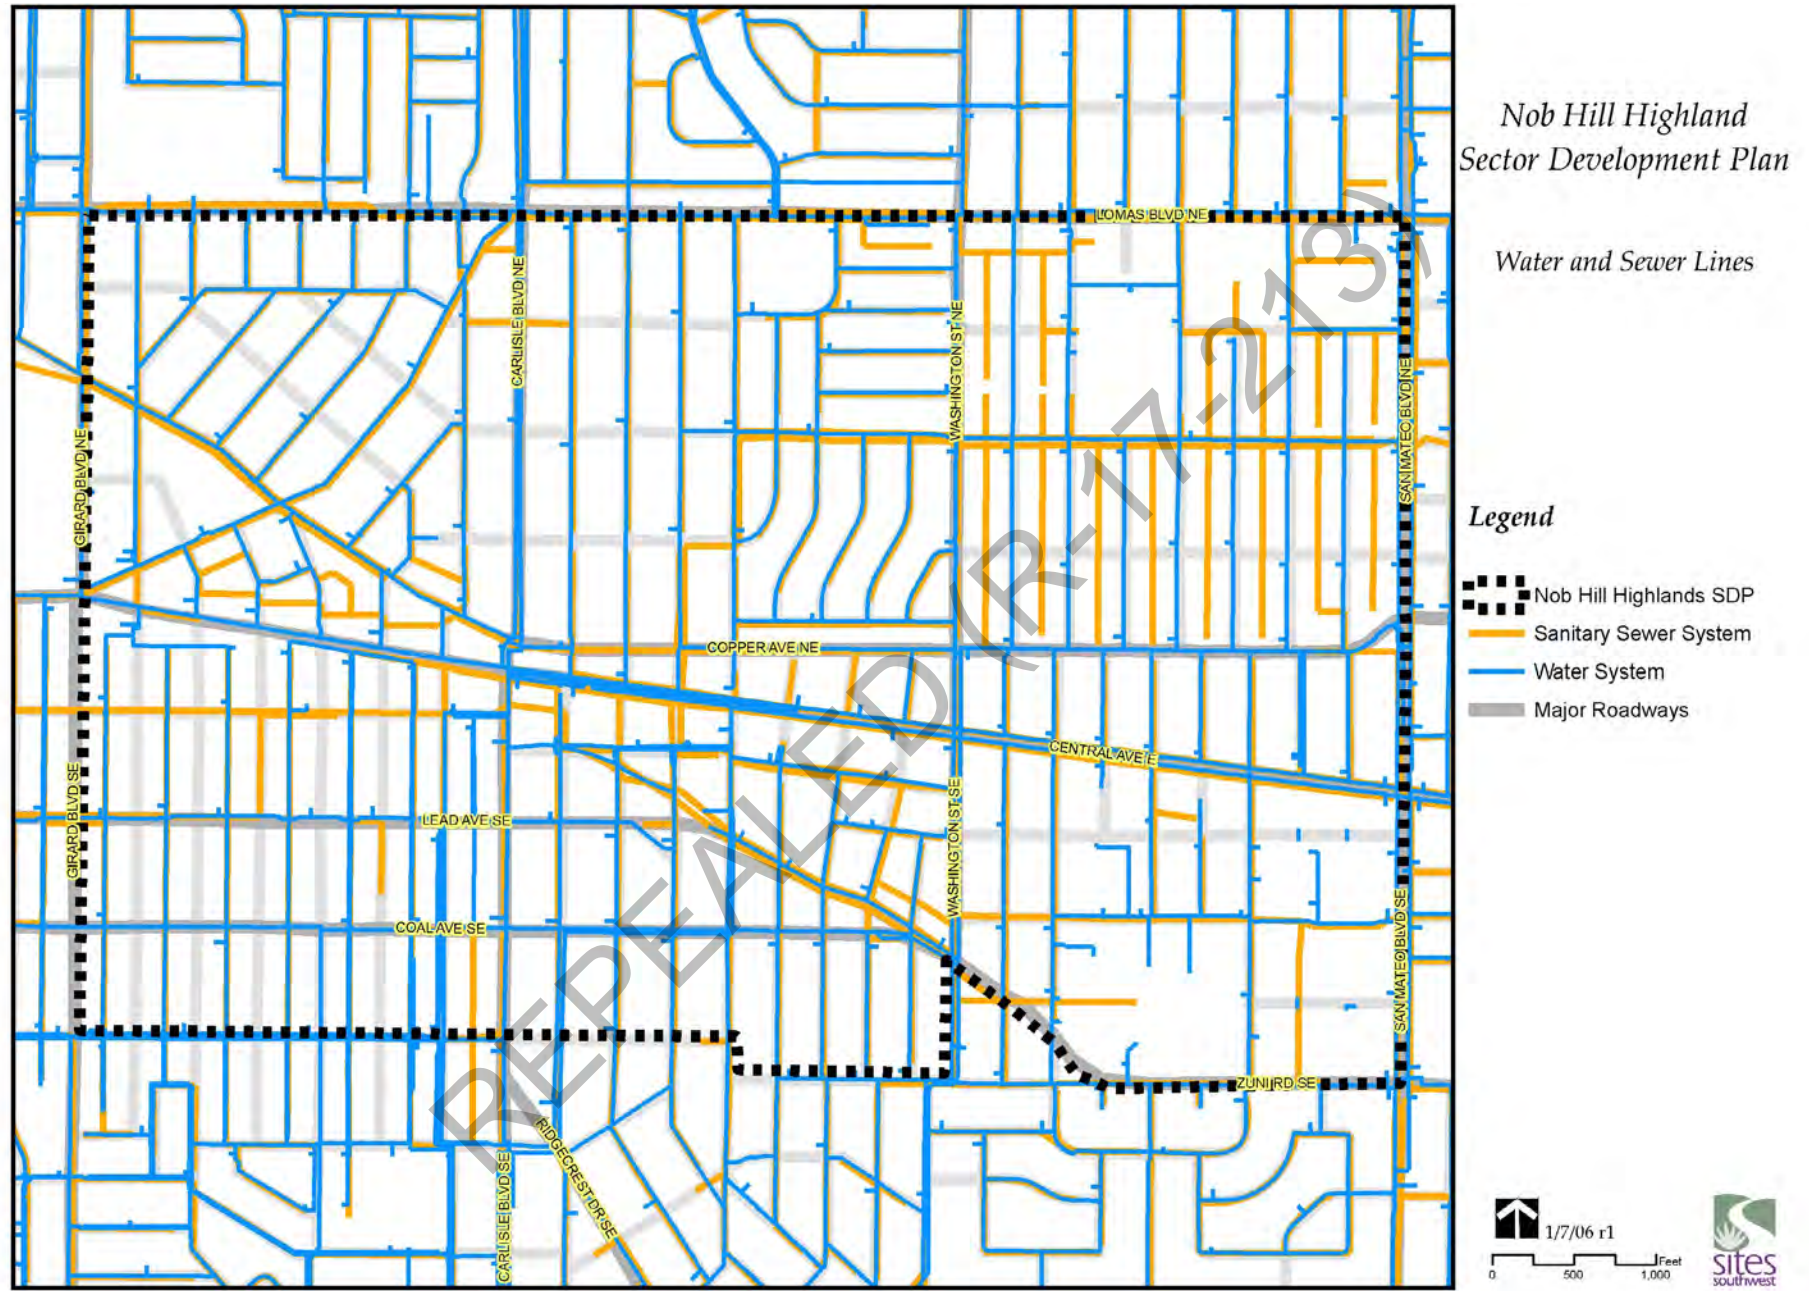 Nob Hill Highland
Sector Development Plan
Water and Sewer Lines
LOMAS BLVD NE
CARLISLE BLVD NE
WASHINGTON ST NE
SAN MATEO BLVD NE
GIRARD BLVD NE
COPPER AVE NE
CENTRAL AVE E
GIRARD BLVD SE
LEAD AVE SE
WASHINGTON ST SE
COAL AVE SE
SAN MATEO BLVD SE
ZUNI RD SE
RIDGECREST DR SE
CARLISLE BLVD SE
REPEALED (R-17-213)
Legend
Nob Hill Highlands SDP
Sanitary Sewer System
Water System
Major Roadways
1/7/06 r1
Feet
0 500 1,000
sites
southwest